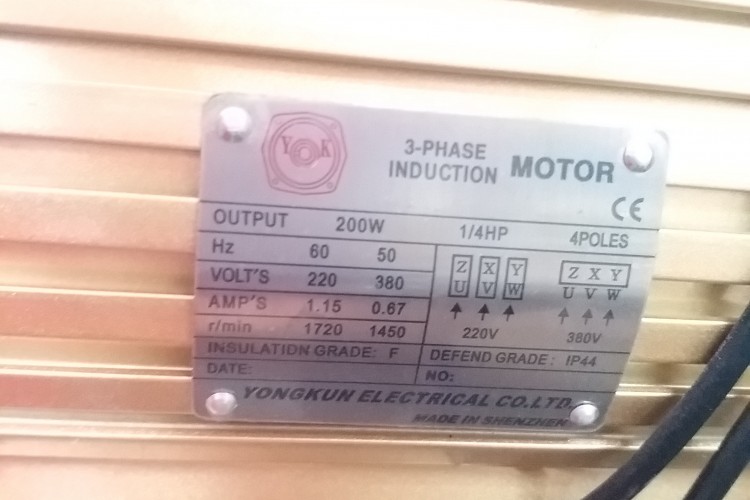 YOK
3-PHASE
INDUCTION MOTOR
CE
OUTPUT 200W 1/4HP 4POLES
Hz 60 50
VOLT'S 220 380
AMP'S 1.15 0.67
r/min 1720 1450
Z X Y
U V W
220V
Z X Y
U V W
380V
INSULATION GRADE: F DEFEND GRADE: IP44
DATE: NO:
YONGKUN ELECTRICAL CO.LTD.
MADE IN SHENZHEN